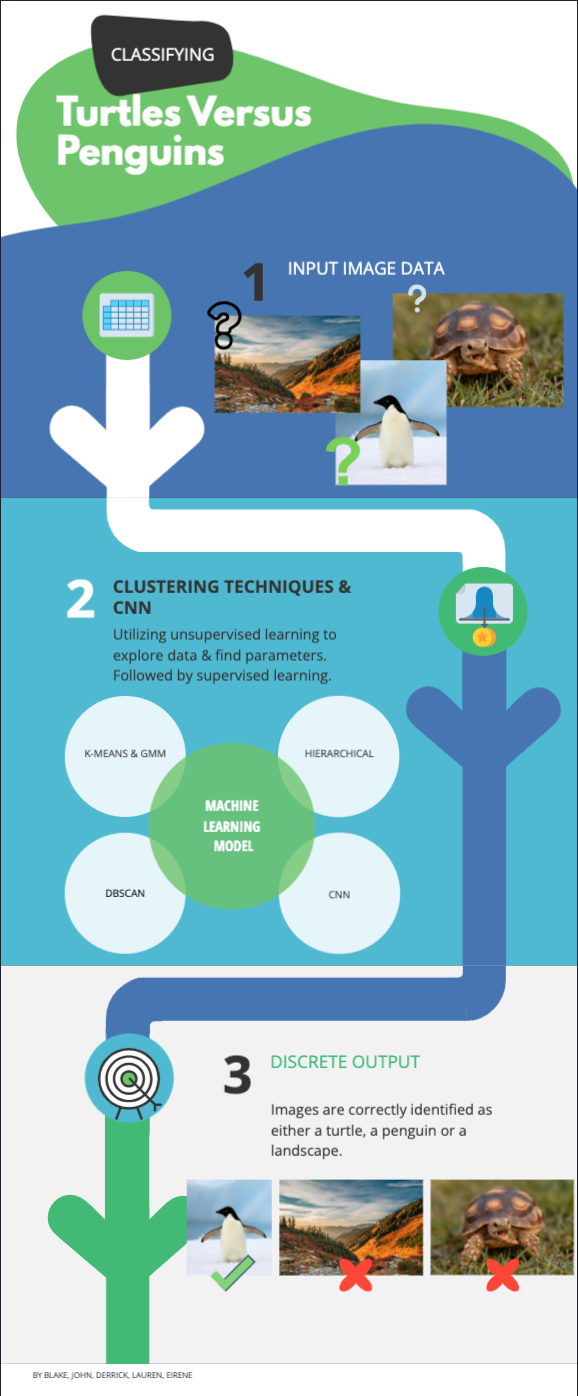 CLASSIFYING
Turtles Versus
Penguins
1
INPUT IMAGE DATA
?
?
?
2
CLUSTERING TECHNIQUES &
CNN
Utilizing unsupervised learning to
explore data & find parameters.
Followed by supervised learning.
K-MEANS & GMM
HIERARCHICAL
MACHINE
LEARNING
MODEL
DBSCAN
CNN
3
DISCRETE OUTPUT
Images are correctly identified as
either a turtle, a penguin or a
landscape.
BY BLAKE, JOHN, DERRICK, LAUREN, EIRENE